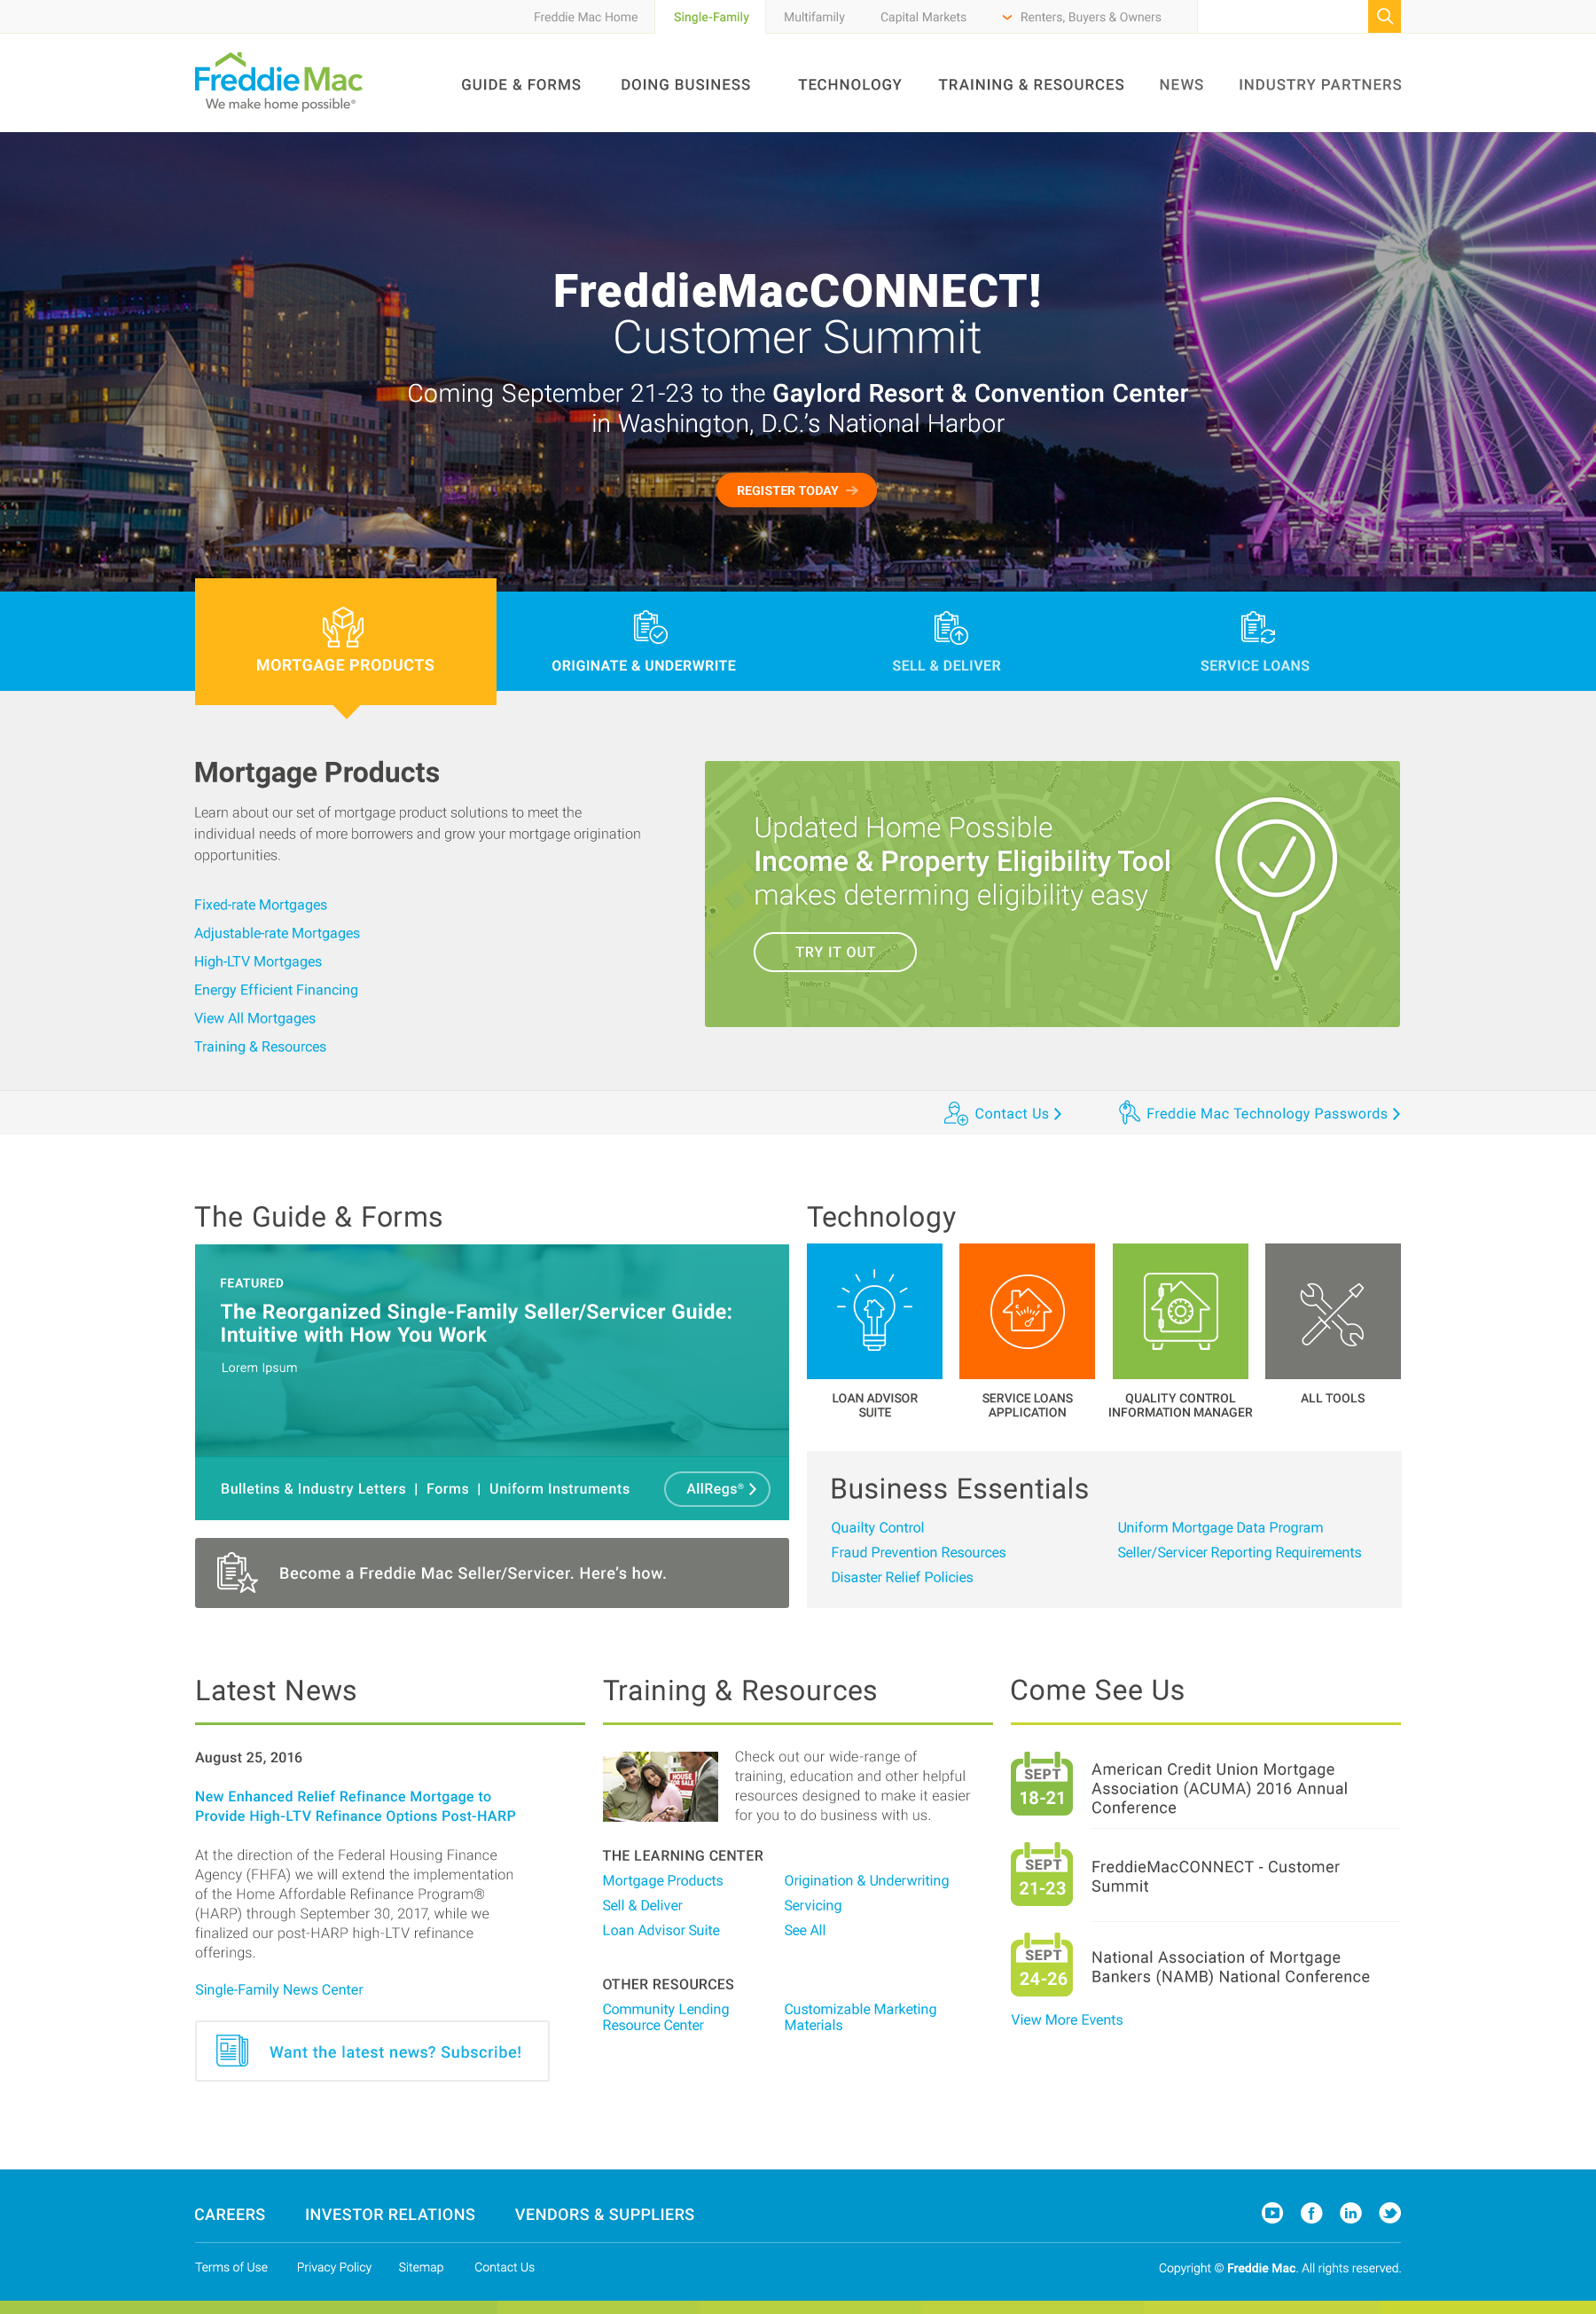 Freddie Mac Home
Single-Family
Multifamily
Capital Markets
Renters, Buyers & Owners
FreddieMac
We make home possible®
GUIDE & FORMS
DOING BUSINESS
TECHNOLOGY
TRAINING & RESOURCES
NEWS
INDUSTRY PARTNERS
FreddieMacCONNECT!
Customer Summit
Coming September 21-23 to the Gaylord Resort & Convention Center
in Washington, D.C.’s National Harbor
REGISTER TODAY
MORTGAGE PRODUCTS
ORIGINATE & UNDERWRITE
SELL & DELIVER
SERVICE LOANS
Mortgage Products
Learn about our set of mortgage product solutions to meet the
individual needs of more borrowers and grow your mortgage origination
opportunities.
Fixed-rate Mortgages
Adjustable-rate Mortgages
High-LTV Mortgages
Energy Efficient Financing
View All Mortgages
Training & Resources
Updated Home Possible
Income & Property Eligibility Tool
makes determing eligibility easy
TRY IT OUT
Contact Us
Freddie Mac Technology Passwords
The Guide & Forms
FEATURED
The Reorganized Single-Family Seller/Servicer Guide:
Intuitive with How You Work
Lorem Ipsum
Bulletins & Industry Letters | Forms | Uniform Instruments
AllRegs®
Become a Freddie Mac Seller/Servicer. Here’s how.
Technology
LOAN ADVISOR
SUITE
SERVICE LOANS
APPLICATION
QUALITY CONTROL
INFORMATION MANAGER
ALL TOOLS
Business Essentials
Quailty Control
Fraud Prevention Resources
Disaster Relief Policies
Uniform Mortgage Data Program
Seller/Servicer Reporting Requirements
Latest News
August 25, 2016
New Enhanced Relief Refinance Mortgage to
Provide High-LTV Refinance Options Post-HARP
At the direction of the Federal Housing Finance
Agency (FHFA) we will extend the implementation
of the Home Affordable Refinance Program®
(HARP) through September 30, 2017, while we
finalized our post-HARP high-LTV refinance
offerings.
Single-Family News Center
Want the latest news? Subscribe!
Training & Resources
HOUSE
FOR SALE
Check out our wide-range of
training, education and other helpful
resources designed to make it easier
for you to do business with us.
THE LEARNING CENTER
Mortgage Products
Sell & Deliver
Loan Advisor Suite
Origination & Underwriting
Servicing
See All
OTHER RESOURCES
Community Lending
Resource Center
Customizable Marketing
Materials
Come See Us
SEPT
18-21
American Credit Union Mortgage
Association (ACUMA) 2016 Annual
Conference
SEPT
21-23
FreddieMacCONNECT - Customer
Summit
SEPT
24-26
National Association of Mortgage
Bankers (NAMB) National Conference
View More Events
CAREERS
INVESTOR RELATIONS
VENDORS & SUPPLIERS
Terms of Use
Privacy Policy
Sitemap
Contact Us
Copyright © Freddie Mac. All rights reserved.